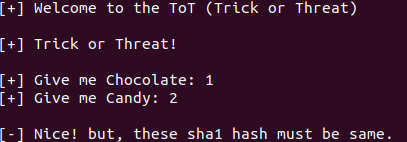 [+] Welcome to the ToT (Trick or Threat)
[+] Trick or Threat!
[+] Give me Chocolate: 1
[+] Give me Candy: 2
[-] Nice! but, these sha1 hash must be same.